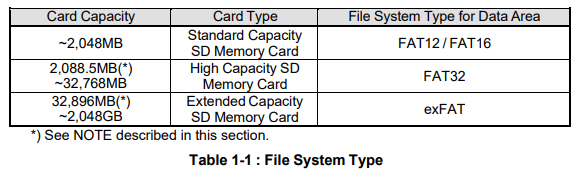 Card Capacity Card Type File System Type for Data Area
~2,048MB Standard Capacity SD Memory Card FAT12 / FAT16
2,088.5MB(*) ~32,768MB High Capacity SD Memory Card FAT32
32,896MB(*) ~2,048GB Extended Capacity SD Memory Card exFAT
*) See NOTE described in this section.
Table 1-1 : File System Type